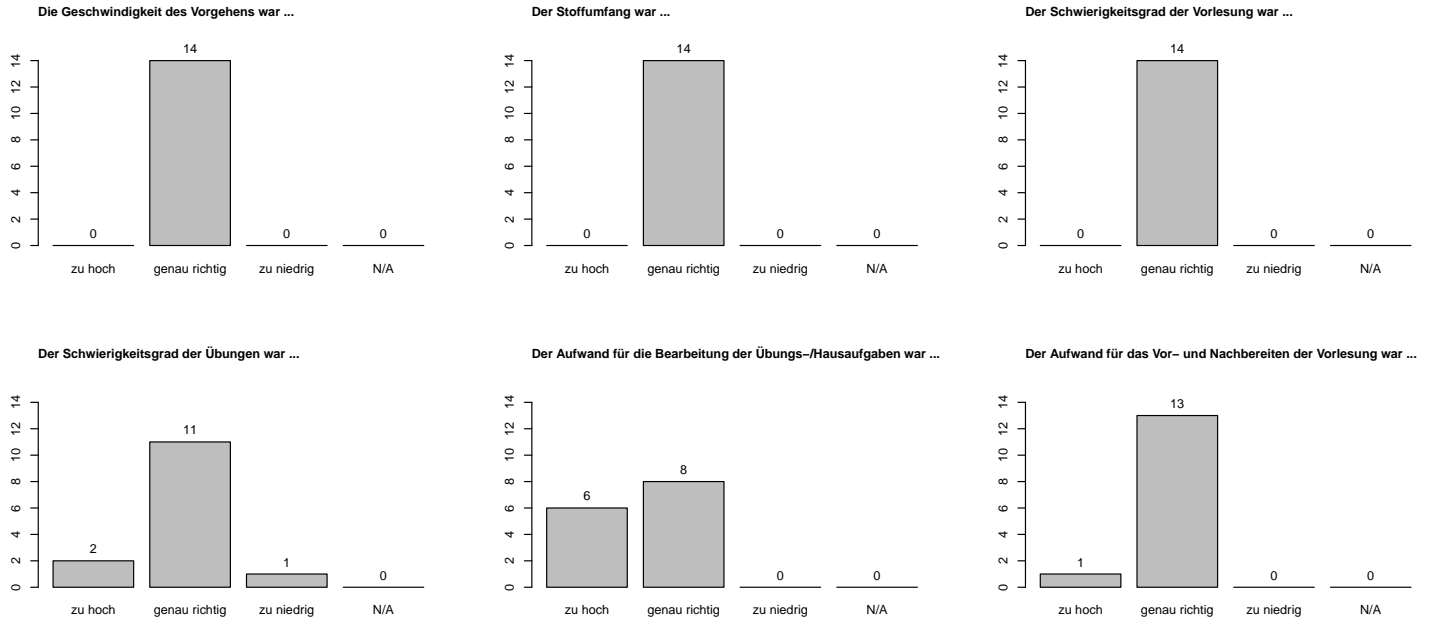 Die Geschwindigkeit des Vorgehens war ...
14
0 2 4 6 8 10 12 14
0 0 0
zu hoch genau richtig zu niedrig N/A
Der Stoffumfang war ...
14
0 2 4 6 8 10 12 14
0 0 0
zu hoch genau richtig zu niedrig N/A
Der Schwierigkeitsgrad der Vorlesung war ...
14
0 2 4 6 8 10 12 14
0 0 0
zu hoch genau richtig zu niedrig N/A
Der Schwierigkeitsgrad der Übungen war ...
0 2 4 6 8 10 12 14
2 11 1 0
zu hoch genau richtig zu niedrig N/A
Der Aufwand für die Bearbeitung der Übungs−/Hausaufgaben war ...
0 2 4 6 8 10 12 14
6 8 0 0
zu hoch genau richtig zu niedrig N/A
Der Aufwand für das Vor− und Nachbereiten der Vorlesung war ...
0 2 4 6 8 10 12 14
1 13 0 0
zu hoch genau richtig zu niedrig N/A